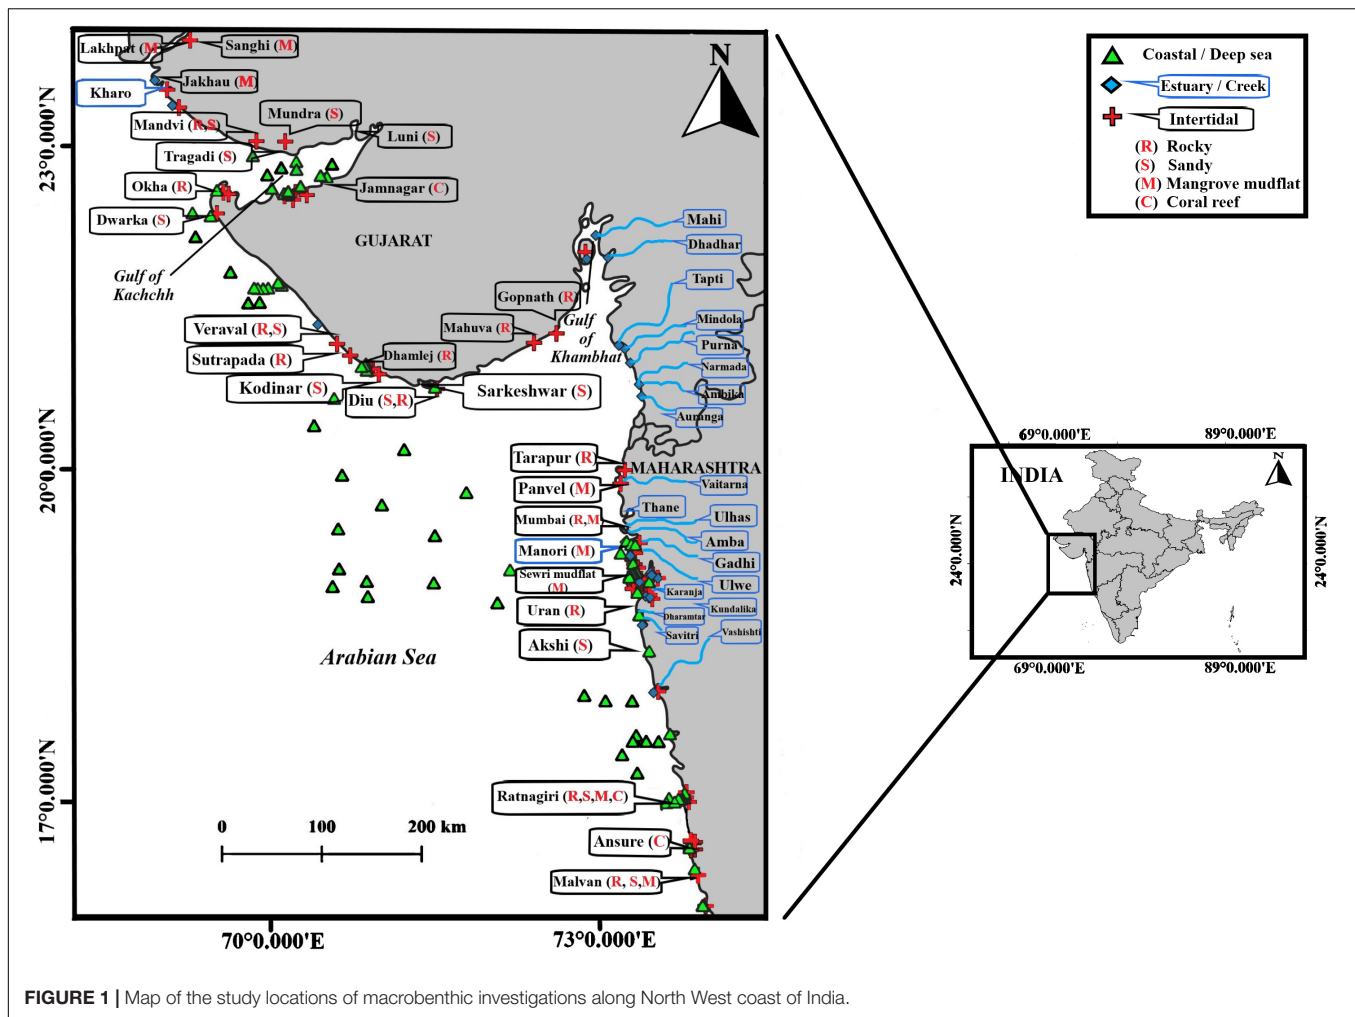 Lakhpat (M)
Sanghi (M)
Jakhau (M)
Kharo
Mundra (S)
Mandvi (R,S)
Luni (S)
Tragadi (S)
Okha (R)
Jamnagar (C)
Dwarka (S)
GUJARAT
Gulf of
Kachchh
Mahi
Dhadhar
Tapti
Gopnath (R)
Mahuva (R)
Gulf
of
Khambhat
Mindola
Purna
Narmada
Ambika
Auranga
Veraval (R,S)
Sutrapada (R)
Dhamlej (R)
Kodinar (S)
Diu (S,R)
Sarkeshwar (S)
Tarapur (R)
MAHARASHTRA
Panvel (M)
Vaitarna
Thane
Mumbai (R,M
Ulhas
Amba
Manori (M)
Gadhi
Sewri mudflat
(M)
Ulwe
Karanja
Uran (R)
Kundalika
Dharamtar
Akshi (S)
Savitri
Vashishti
Arabian Sea
Ratnagiri (R,S,M,C)
Ansure (C)
Malvan (R, S,M)
0 100 200 km
N
23°0.000'N
20°0.000'N
17°0.000'N
70°0.000'E
73°0.000'E
Coastal / Deep sea
Estuary / Creek
Intertidal
(R) Rocky
(S) Sandy
(M) Mangrove mudflat
(C) Coral reef
69°0.000'E
89°0.000'E
INDIA
N
24°0.000'N
24°0.000'N
69°0.000'E
89°0.000'E
FIGURE 1 | Map of the study locations of macrobenthic investigations along North West coast of India.